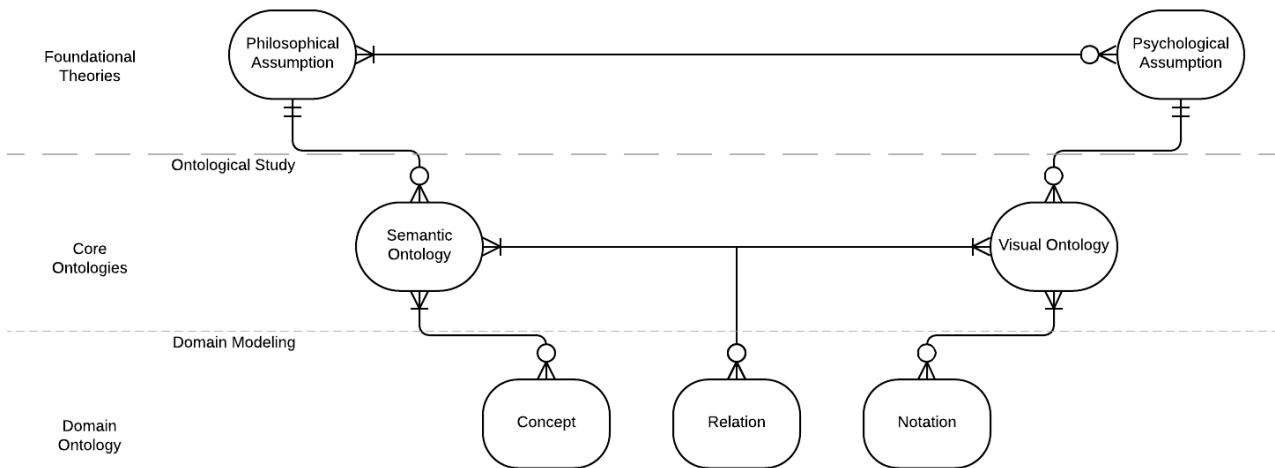 Foundational
Theories
Philosophical
Assumption
Psychological
Assumption
Ontological Study
Core
Ontologies
Semantic
Ontology
Visual Ontology
Domain Modeling
Domain
Ontology
Concept
Relation
Notation